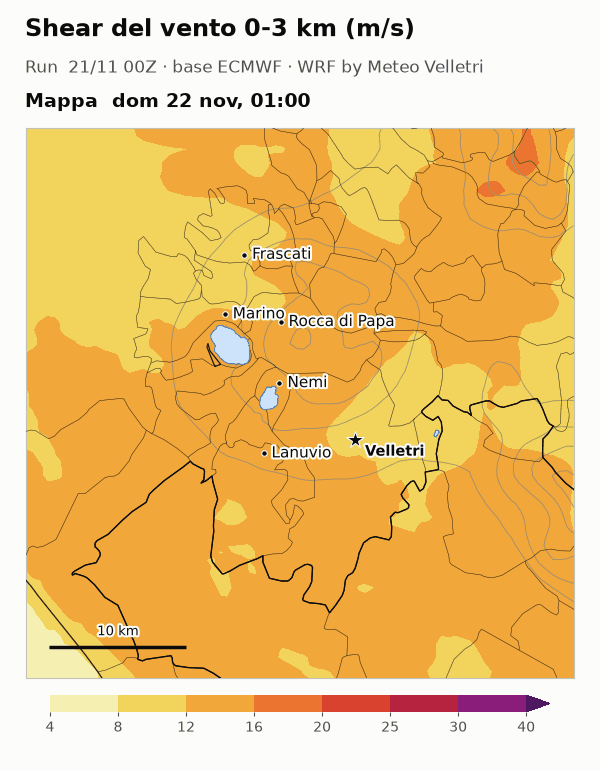 Shear del vento 0-3 km (m/s)
Run  21/11 00Z · base ECMWF · WRF by Meteo Velletri
Mappa  dom 22 nov, 01:00
Frascati
Marino
Rocca di Papa
Nemi
Velletri
Lanuvio
10 km
4 8 12 16 20 25 30 40